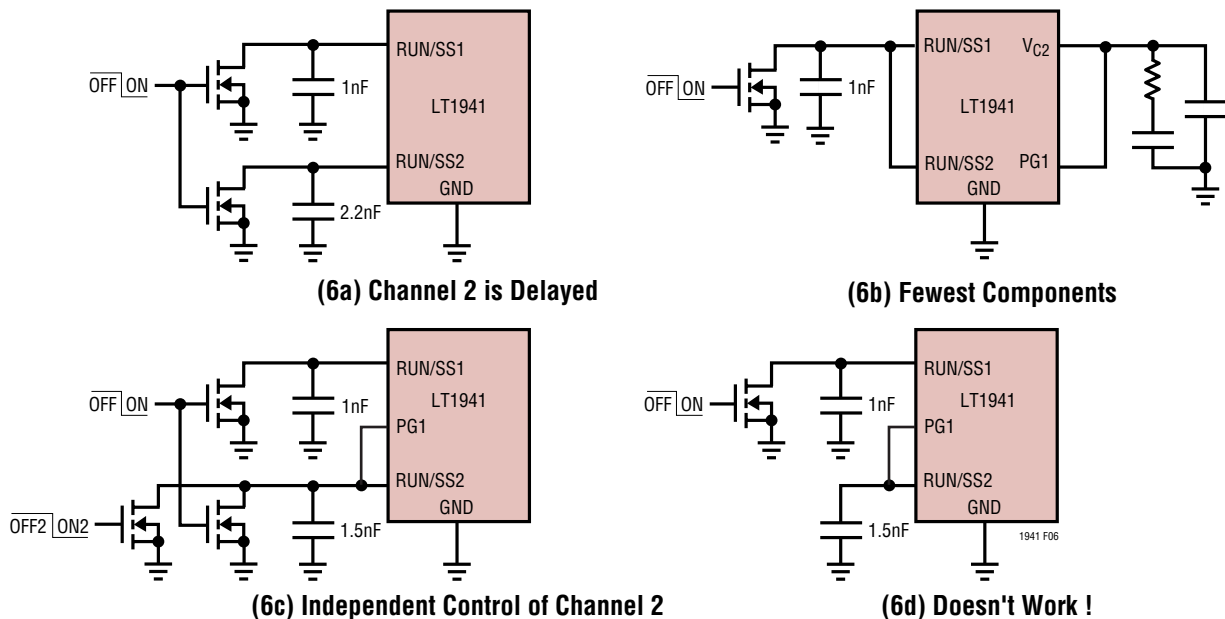 RUN/SS1
OFF ON
1nF
LT1941
RUN/SS2
GND
2.2nF
(6a) Channel 2 is Delayed
RUN/SS1
VC2
OFF ON
1nF
LT1941
RUN/SS2
PG1
GND
(6b) Fewest Components
RUN/SS1
OFF ON
1nF
LT1941
PG1
RUN/SS2
OFF2 ON2
GND
1.5nF
(6c) Independent Control of Channel 2
RUN/SS1
OFF ON
1nF
LT1941
PG1
RUN/SS2
GND
1.5nF
1941 F06
(6d) Doesn't Work !